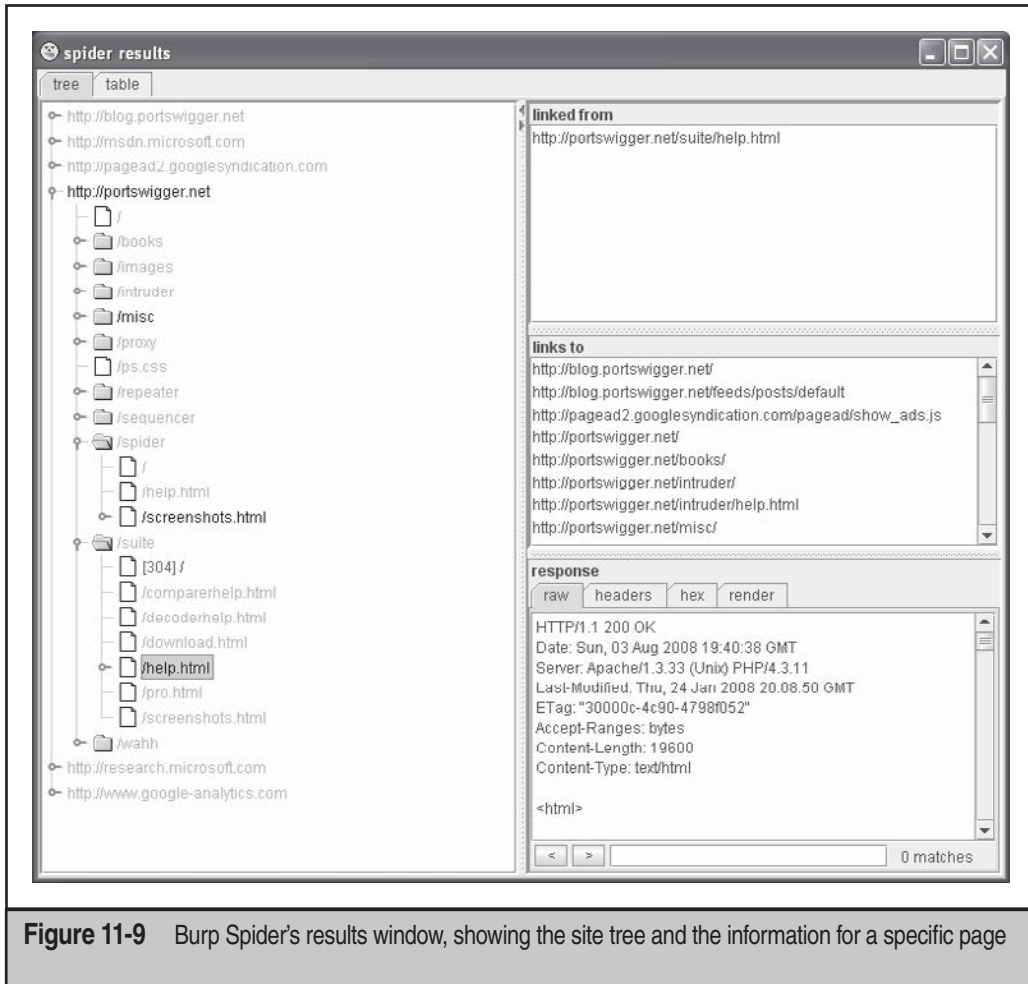 spider results
tree table
http://blog.portswigger.net
http://msdn.microsoft.com
http://pagead2.googlesyndication.com
http://portswigger.net
/
/books
/images
/intruder
/misc
/proxy
/ps.css
/repeater
/sequencer
/spider
/
/help.html
/screenshots.html
/suite
[304] /
/comparerhelp.html
/decoderhelp.html
/download.html
/help.html
/pro.html
/screenshots.html
/wahh
http://research.microsoft.com
http://www.google-analytics.com
linked from
http://portswigger.net/suite/help.html
links to
http://blog.portswigger.net/
http://blog.portswigger.net/feeds/posts/default
http://pagead2.googlesyndication.com/pagead/show_ads.js
http://portswigger.net/
http://portswigger.net/books/
http://portswigger.net/intruder/
http://portswigger.net/intruder/help.html
http://portswigger.net/misc/
response
raw headers hex render
HTTP/1.1 200 OK
Date: Sun, 03 Aug 2008 19:40:38 GMT
Server: Apache/1.3.33 (Unix) PHP/4.3.11
Last-Modified: Thu, 24 Jan 2008 20:08:50 GMT
ETag: "30000c-4c90-4798f052"
Accept-Ranges: bytes
Content-Length: 19600
Content-Type: text/html
<html>
< > 0 matches
Figure 11-9 Burp Spider's results window, showing the site tree and the information for a specific page